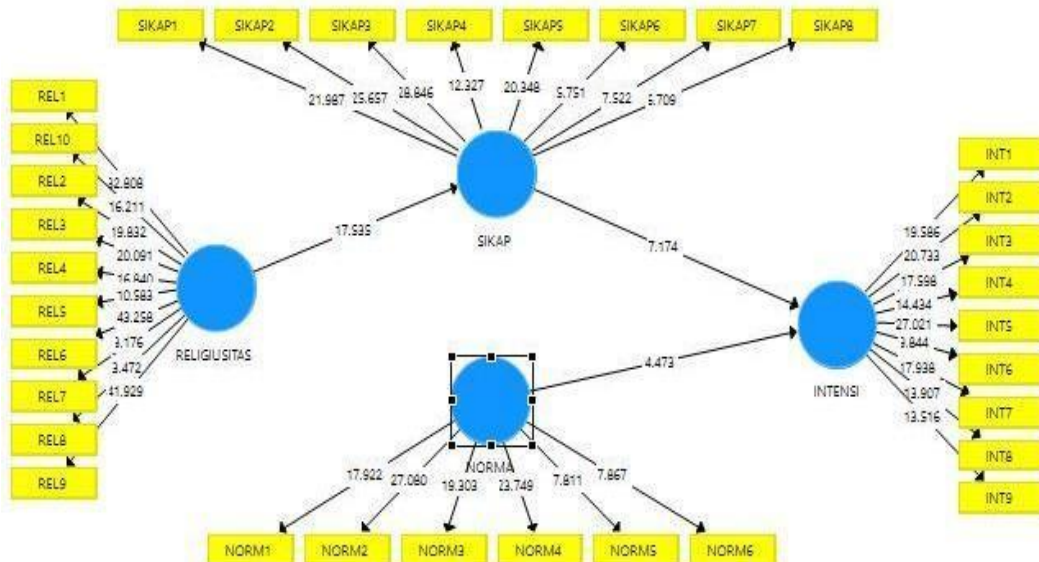 SIKAP1 SIKAP2 SIKAP3 SIKAP4 SIKAP5 SIKAP6 SIKAP7 SIKAP8
21.987 25.657 28.846 12.327 20.348 5.751 7.522 5.709
REL1
REL10
REL2
REL3
REL4
REL5
REL6
REL7
REL8
REL9
32.808
16.211
19.832
20.091
16.840
10.583
43.258
3.176
3.472
41.929
RELIGIUSITAS
17.535
SIKAP
7.174
4.473
NORMA
17.922 27.080 19.303 23.749 7.811 7.867
NORM1 NORM2 NORM3 NORM4 NORM5 NORM6
INTENSI
19.586
20.733
17.598
14.434
27.021
3.844
17.938
13.907
13.516
INT1
INT2
INT3
INT4
INT5
INT6
INT7
INT8
INT9